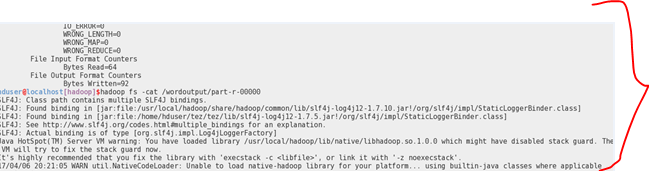 IO_ERROR=0
WRONG_LENGTH=0
WRONG_MAP=0
WRONG_REDUCE=0
File Input Format Counters
Bytes Read=64
File Output Format Counters
Bytes Written=92
hduser@localhost[hadoop]$hadoop fs -cat /wordoutput/part-r-00000
SLF4J: Class path contains multiple SLF4J bindings.
SLF4J: Found binding in [jar:file:/usr/local/hadoop/share/hadoop/common/lib/slf4j-log4j12-1.7.10.jar!/org/slf4j/impl/StaticLoggerBinder.class]
SLF4J: Found binding in [jar:file:/home/hduser/tez/tez/lib/slf4j-log4j12-1.7.5.jar!/org/slf4j/impl/StaticLoggerBinder.class]
SLF4J: See http://www.slf4j.org/codes.html#multiple_bindings for an explanation.
SLF4J: Actual binding is of type [org.slf4j.impl.Log4jLoggerFactory]
Java HotSpot(TM) Server VM warning: You have loaded library /usr/local/hadoop/lib/native/libhadoop.so.1.0.0 which might have disabled stack guard. The
VM will try to fix the stack guard now.
It's highly recommended that you fix the library with 'execstack -c <libfile>', or link it with '-z noexecstack'.
17/04/06 20:21:05 WARN util.NativeCodeLoader: Unable to load native-hadoop library for your platform... using builtin-java classes where applicable